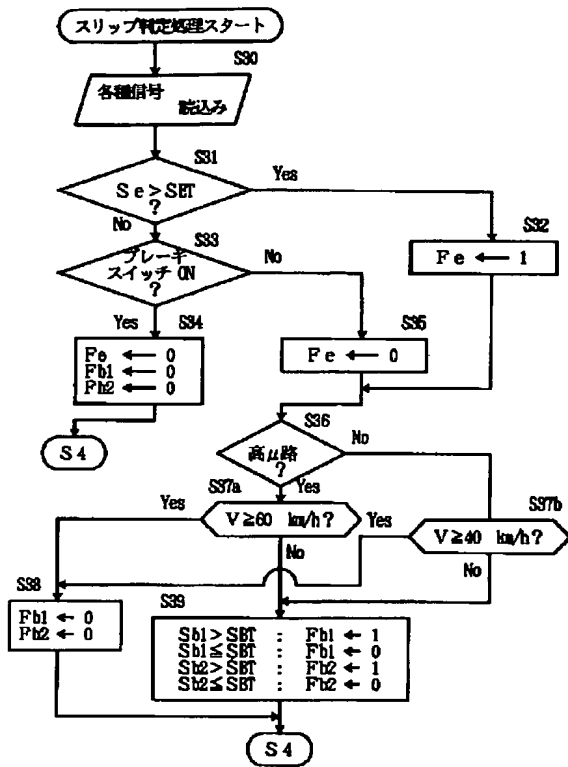 スリップ判定処理スタート
S30
各種信号
読込み
S31
Se>SET
?
Yes
No
S32
Fe ← 1
S33
ブレーキ
スイッチ ON
?
No
Yes
S34
Fe ← 0
Fb1 ← 0
Fb2 ← 0
S35
Fe ← 0
S4
S36
高μ路
?
No
Yes
S37a
V≧60 km/h?
Yes
No
S37b
V≧40 km/h?
Yes
No
S38
Fb1 ← 0
Fb2 ← 0
S39
Sb1>SBT : Fb1 ← 1
Sb1≦SBT : Fb1 ← 0
Sb2>SBT : Fb2 ← 1
Sb2≦SBT : Fb2 ← 0
S4